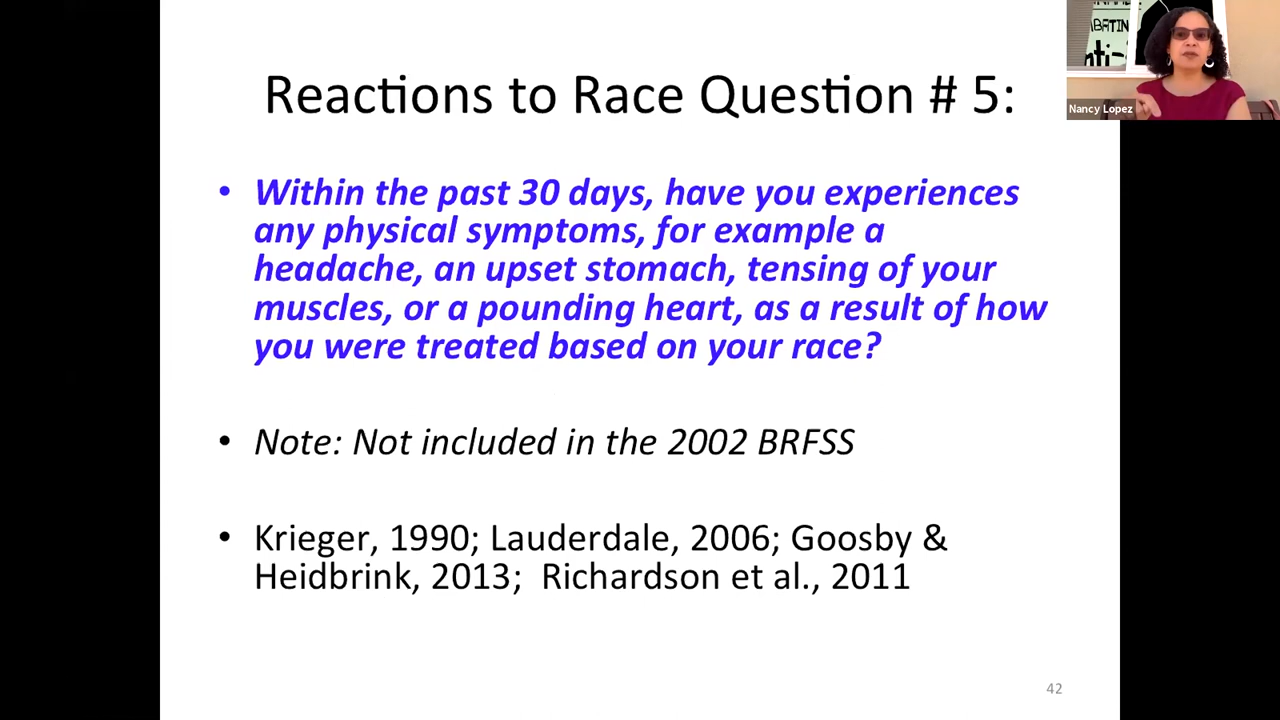 Reactions to Race Question # 5:
• Within the past 30 days, have you experiences
any physical symptoms, for example a
headache, an upset stomach, tensing of your
muscles, or a pounding heart, as a result of how
you were treated based on your race?
• Note: Not included in the 2002 BRFSS
• Krieger, 1990; Lauderdale, 2006; Goosby &
Heidbrink, 2013; Richardson et al., 2011
42
Nancy Lopez